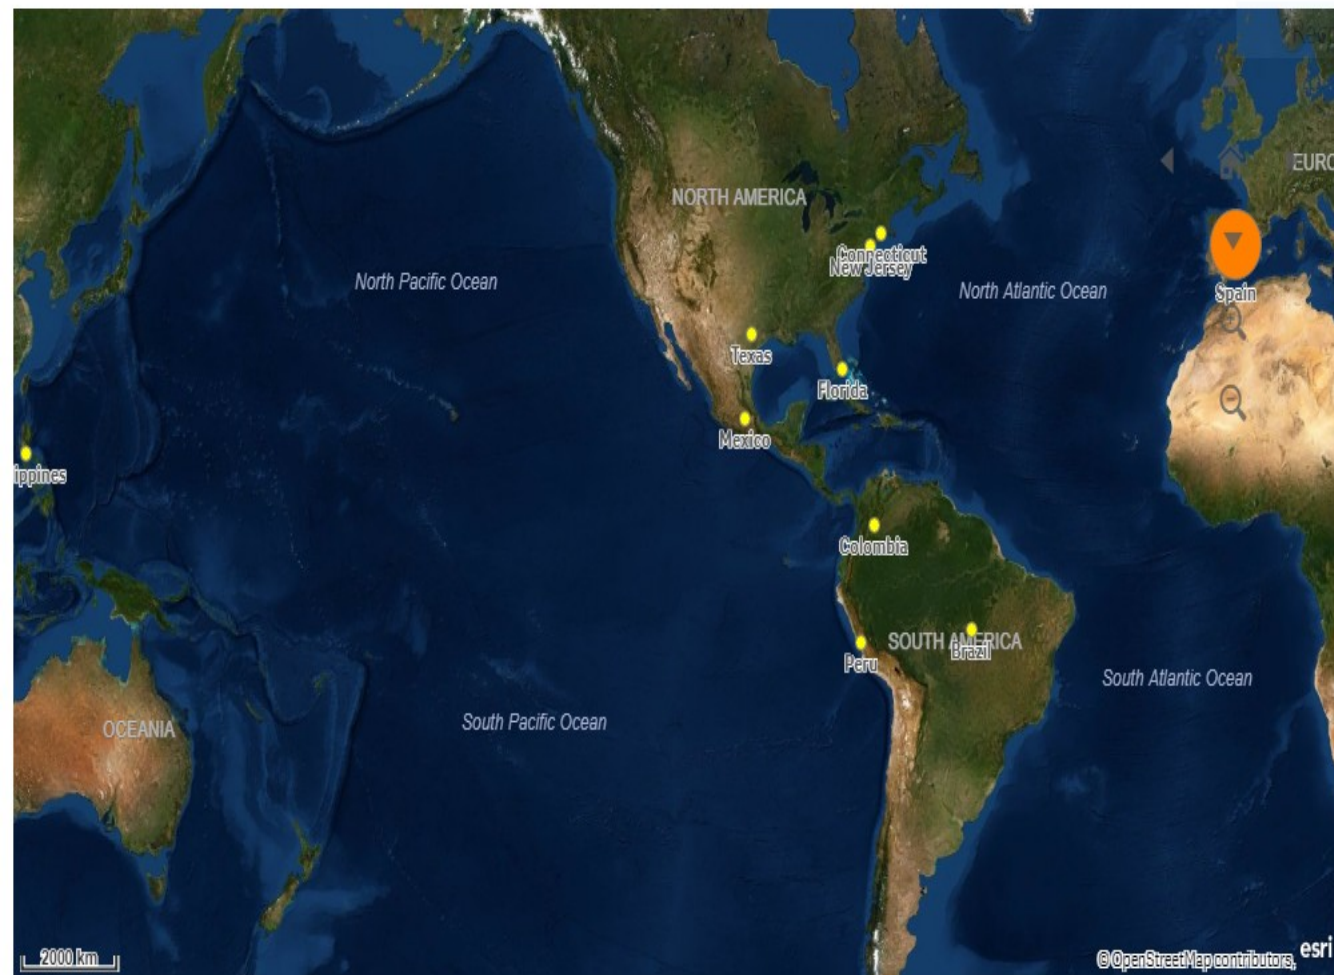 EURO
NORTH AMERICA
Connecticut
New Jersey
North Pacific Ocean
North Atlantic Ocean
Spain
Texas
Florida
Mexico
ippines
Colombia
SOUTH AMERICA
Brazil
Peru
South Atlantic Ocean
South Pacific Ocean
OCEANIA
2000 km
© OpenStreetMap contributors,
esri